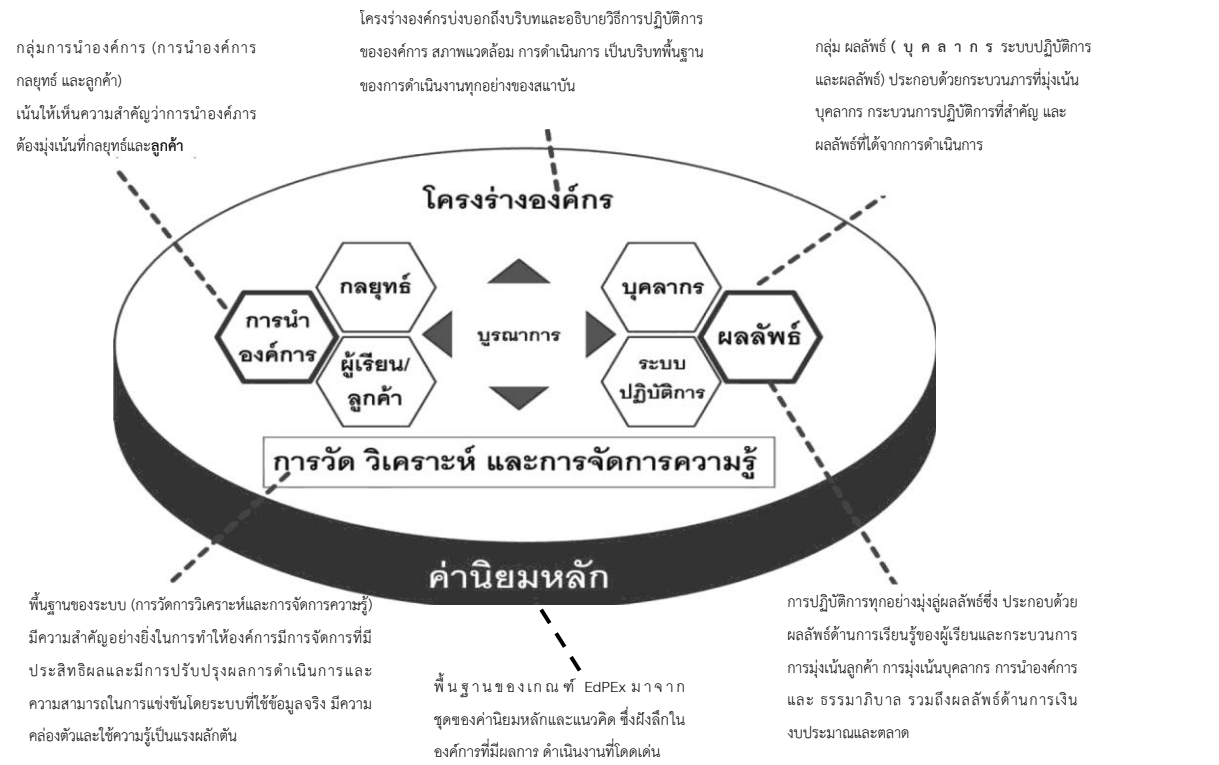 โครงร่างองค์กรบ่งบอกถึงบริบทและอธิบายวิธีการปฏิบัติการ
ขององค์การ สภาพแวดล้อม การดำเนินการ เป็นบริบทพื้นฐาน
ของการดำเนินงานทุกอย่างของสแาบัน
กลุ่มการนำองค์การ (การนำองค์การ
กลยุทธ์ และลูกค้า)
เน้นให้เห็นความสำคัญว่าการนำองค์ภาร
ต้องมุ่งเน้นที่กลยุทธ์และลูกค้า
กลุ่ม ผลลัพธ์ ( บุ ค ล า ก ร ระบบปฏิบัติการ
และผลลัพธ์) ประกอบด้วยกระบวนภารที่มุ่งเน้น
บุคลากร กระบวนการปฏิบัติการที่สำคัญ และ
ผลลัพธ์ที่ได้จากการดำเนินการ
โครงร่างองค์กร
กลยุทธ์
บุคลากร
การนำ
องค์การ
บูรณาการ
ผลลัพธ์
ผู้เรียน/
ลูกค้า
ระบบ
ปฏิบัติการ
การวัด วิเคราะห์ และการจัดการความรู้
ค่านิยมหลัก
พื้นฐานของระบบ (การวัดการวิเคราะห์และการจัดการความรู้)
มีความสำคัญอย่างยิ่งในการทำให้องค์การมีการจัดการที่มี
ประสิทธิผลและมีการปรับปรุงผลการดำเนินการและ
ความสามารถในการแข่งขันโดยระบบที่ใช้ข้อมูลจริง มีความ
คล่องตัวและใช้ความรู้เป็นแรงผลักตัน
พื้นฐานของเกณฑ์ EdPEx มาจาก
ชุดซองค่านิยมหลักและแนวคิด ซึ่งฝังลึกใน
องค์การที่มีผลการ ดำเนินงานที่โดดเด่น
การปฏิบัติการทุกอย่างมุ่งลู่ผลลัพธ์ซึ่ง ประกอบด้วย
ผลลัพธ์ด้านการเรียนรู้ของผู้เรียนและกระบวนการ
การมุ่งเน้นลูกค้า การมุ่งเน้นบุคลากร การนำองค์การ
และ ธรรมาภิบาล รวมถึงผลลัพธ์ด้านการเงิน
งบประมาณและตลาด